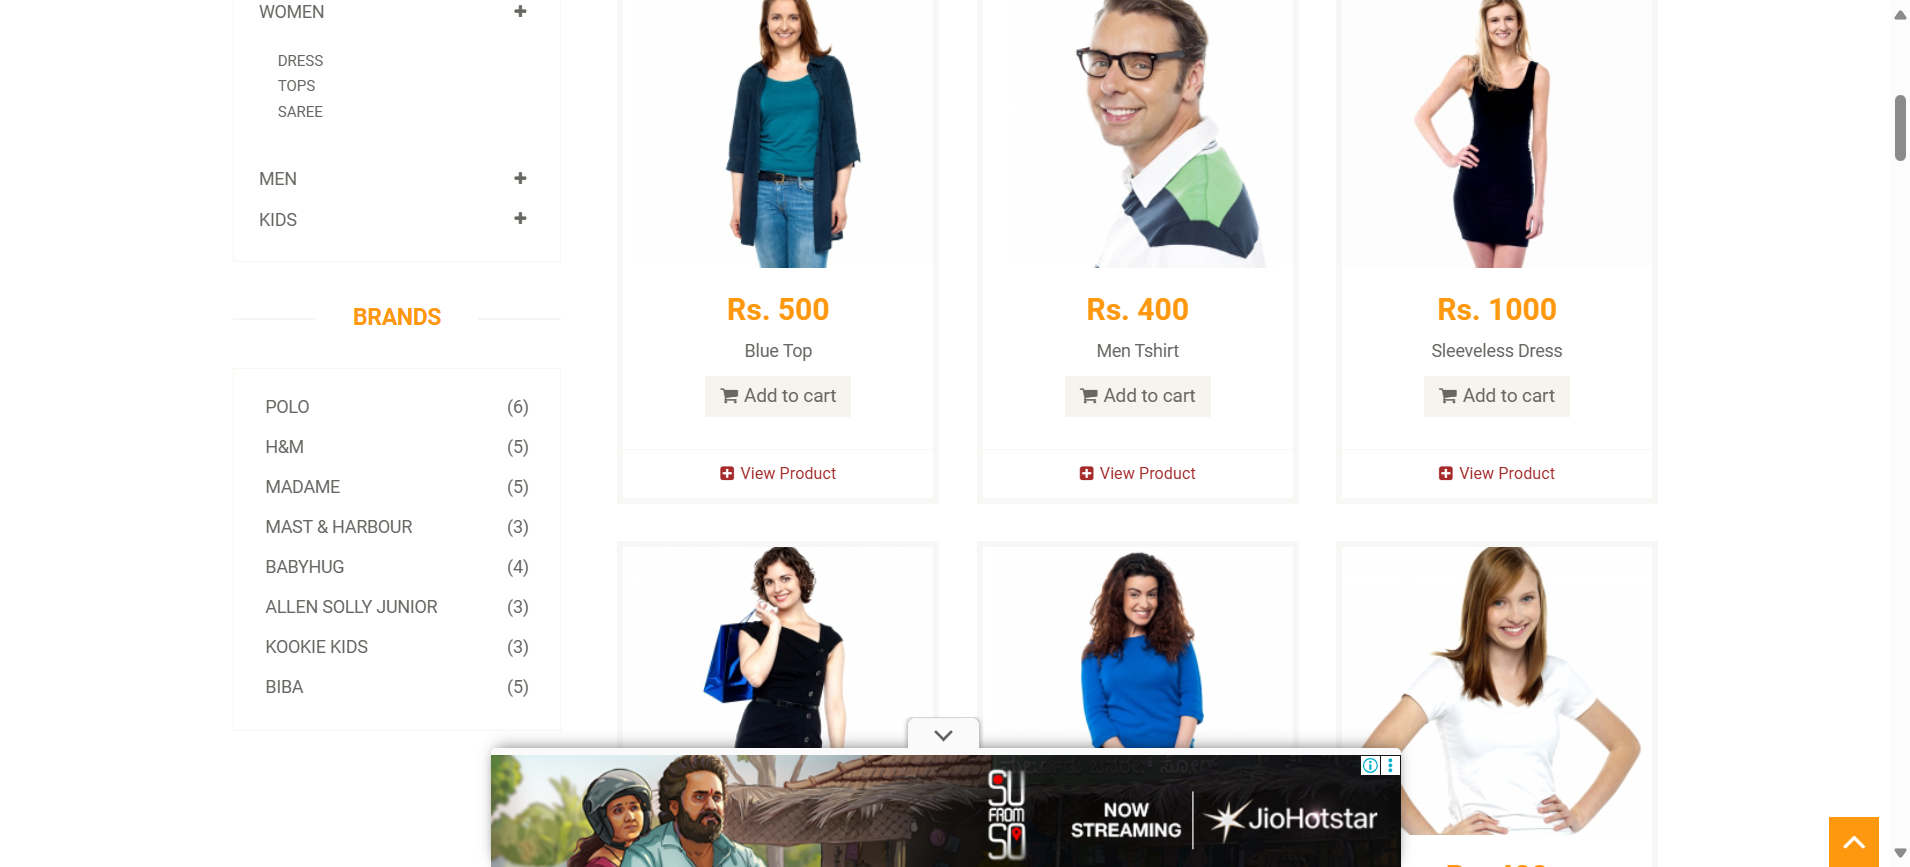 WOMEN
DRESS
TOPS
SAREE
MEN
KIDS
BRANDS
POLO (6)
H&M (5)
MADAME (5)
MAST & HARBOUR (3)
BABYHUG (4)
ALLEN SOLLY JUNIOR (3)
KOOKIE KIDS (3)
BIBA (5)
Rs. 500
Blue Top
Add to cart
View Product
Rs. 400
Men Tshirt
Add to cart
View Product
Rs. 1000
Sleeveless Dress
Add to cart
View Product
SU
FROM
SO
NOW
STREAMING
JioHotstar